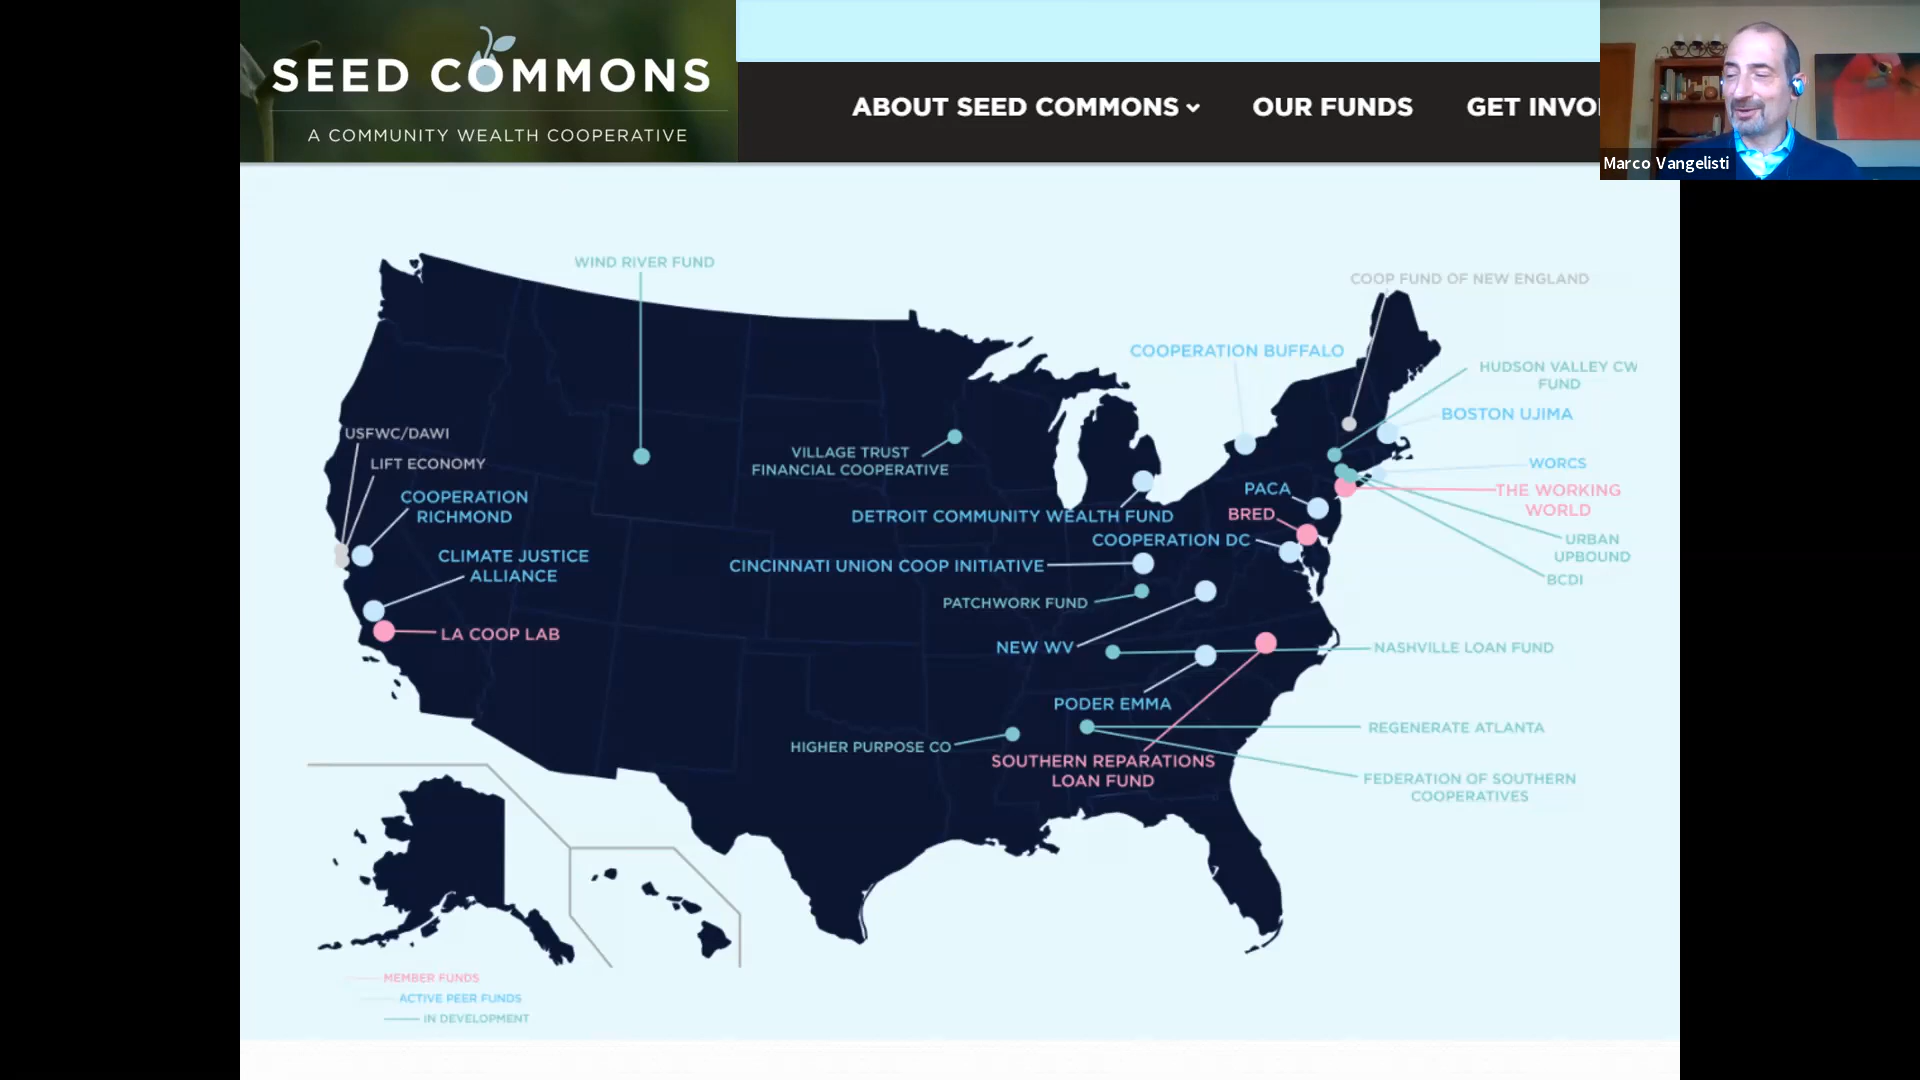 SEED COMMONS
A COMMUNITY WEALTH COOPERATIVE
ABOUT SEED COMMONS
OUR FUNDS
GET INVO
Marco Vangelisti
WIND RIVER FUND
COOP FUND OF NEW ENGLAND
COOPERATION BUFFALO
HUDSON VALLEY CW
FUND
BOSTON UJIMA
USFWC/DAWI
LIFT ECONOMY
VILLAGE TRUST
FINANCIAL COOPERATIVE
WORCS
COOPERATION
RICHMOND
PACA
THE WORKING
WORLD
BRED
DETROIT COMMUNITY WEALTH FUND
COOPERATION DC
URBAN
UPBOUND
CLIMATE JUSTICE
ALLIANCE
CINCINNATI UNION COOP INITIATIVE
BCDI
PATCHWORK FUND
LA COOP LAB
NEW WV
NASHVILLE LOAN FUND
PODER EMMA
REGENERATE ATLANTA
HIGHER PURPOSE CO
SOUTHERN REPARATIONS
LOAN FUND
FEDERATION OF SOUTHERN
COOPERATIVES
MEMBER FUNDS
ACTIVE PEER FUNDS
IN DEVELOPMENT